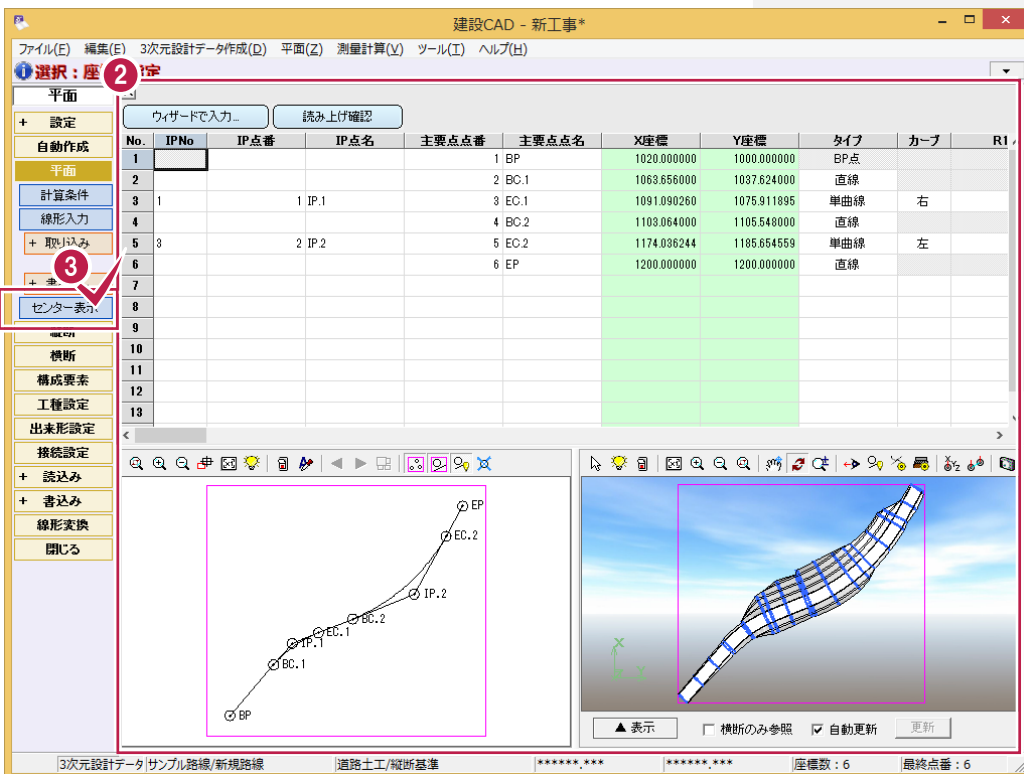 建設CAD - 新工事*
ファイル(F) 編集(E) 3次元設計データ作成(D) 平面(Z) 測量計算(V) ツール(T) ヘルプ(H)
選択：座 定
2
平面
+ 設定
自動作成
平面
計算条件
線形入力
+ 取り込み
3
+ 書
センター表示
縦断
横断
構成要素
工種設定
出来形設定
接続設定
+ 読込み
+ 書込み
線形変換
閉じる
ウィザードで入力... 読み上げ確認
No. IPNo IP点番 IP点名 主要点点番 主要点点名 X座標 Y座標 タイプ カーブ R1
1 1 BP 1020.000000 1000.000000 BP点
2 2 BC.1 1063.656000 1037.624000 直線
3 1 1 IP.1 3 EC.1 1091.090260 1075.911895 単曲線 右
4 4 BC.2 1103.064000 1105.548000 直線
5 3 2 IP.2 5 EC.2 1174.036244 1185.654559 単曲線 左
6 6 EP 1200.000000 1200.000000 直線
7
8
9
10
11
12
13
EP
EC.2
IP.2
BC.2
EC.1
IP.1
BC.1
BP
X
Y
▲ 表示 横断のみ参照 自動更新 更新
3次元設計データ サンプル路線/新規路線 道路土工/縦断基準 ******.*** ******.*** 座標数：6 最終点番：6